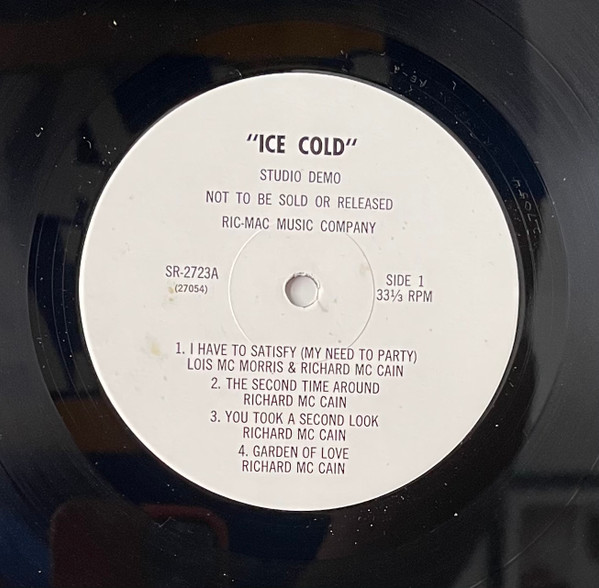 "ICE COLD"
STUDIO DEMO
NOT TO BE SOLD OR RELEASED
RIC-MAC MUSIC COMPANY
SR-2723A
(27054)
SIDE 1
33⅓ RPM
1. I HAVE TO SATISFY (MY NEED TO PARTY)
LOIS MC MORRIS & RICHARD MC CAIN
2. THE SECOND TIME AROUND
RICHARD MC CAIN
3. YOU TOOK A SECOND LOOK
RICHARD MC CAIN
4. GARDEN OF LOVE
RICHARD MC CAIN